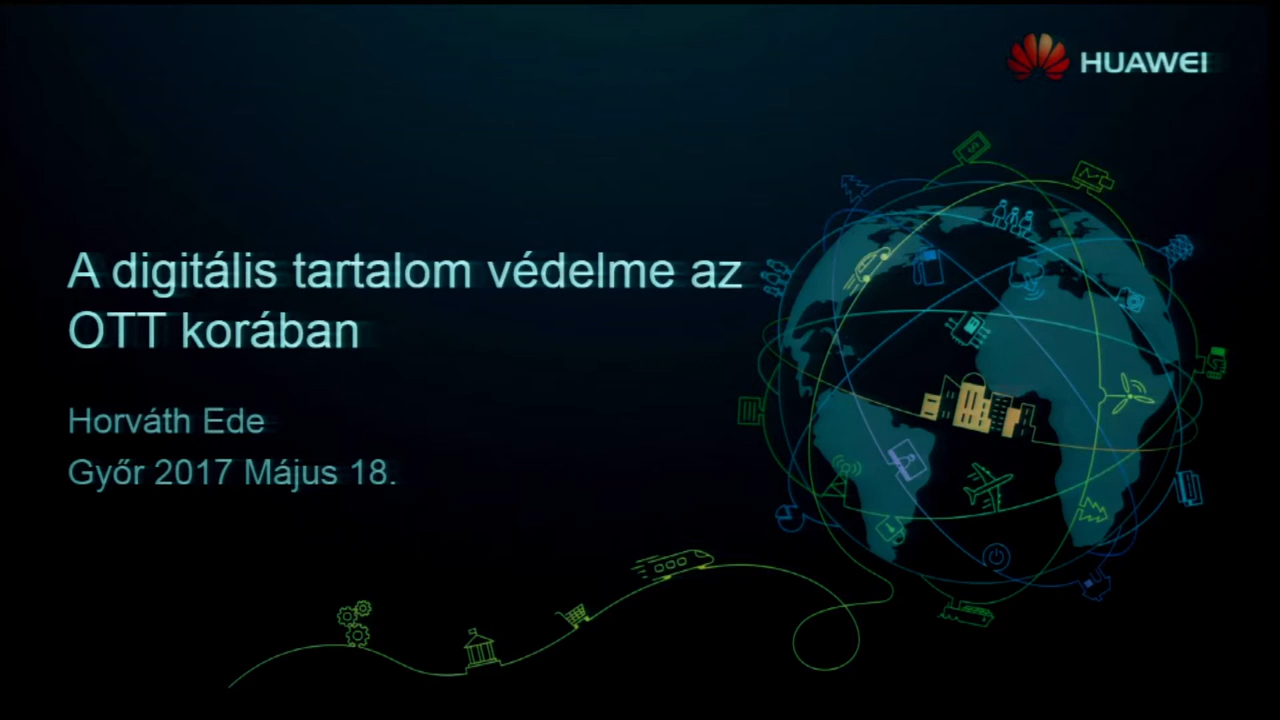 HUAWEI
A digitális tartalom védelme az
OTT korában
Horváth Ede
Győr 2017 Május 18.